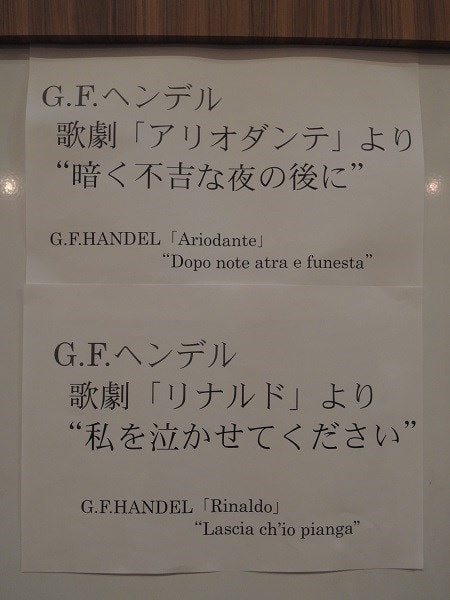 G.F.ヘンデル
歌劇「アリオダンテ」より
“暗く不吉な夜の後に”
G.F.HANDEL「Ariodante」
“Dopo note atra e funesta”
G.F.ヘンデル
歌劇「リナルド」より
“私を泣かせてください”
G.F.HANDEL「Rinaldo」
“Lascia ch'io pianga”